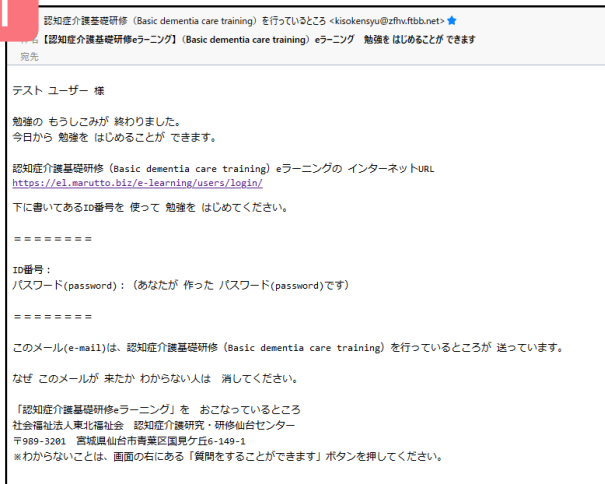 1
認知症介護基礎研修（Basic dementia care training）を行っているところ <kisokensyu@zfhv.ftbb.net>
【認知症介護基礎研修eラーニング】（Basic dementia care training）eラーニング　勉強を はじめることが できます
宛先
テスト ユーザー 様
勉強の もうしこみが 終わりました。
今日から 勉強を はじめることが できます。
認知症介護基礎研修（Basic dementia care training）eラーニングの インターネットURL
https://el.marutto.biz/e-learning/users/login/
下に書いてあるID番号を 使って 勉強を はじめてください。
＝＝＝＝＝＝＝＝
ID番号：
パスワード(password)：（あなたが 作った パスワード(password)です）
＝＝＝＝＝＝＝＝
このメール(e-mail)は、認知症介護基礎研修（Basic dementia care training）を行っているところが 送っています。
なぜ このメールが 来たか わからない人は　消してください。
「認知症介護基礎研修eラーニング」を　おこなっているところ
社会福祉法人東北福祉会　認知症介護研究・研修仙台センター
〒989-3201　宮城県仙台市青葉区国見ケ丘6-149-1
※わからないことは、画面の右にある「質問をすることができます」ボタンを押してください。